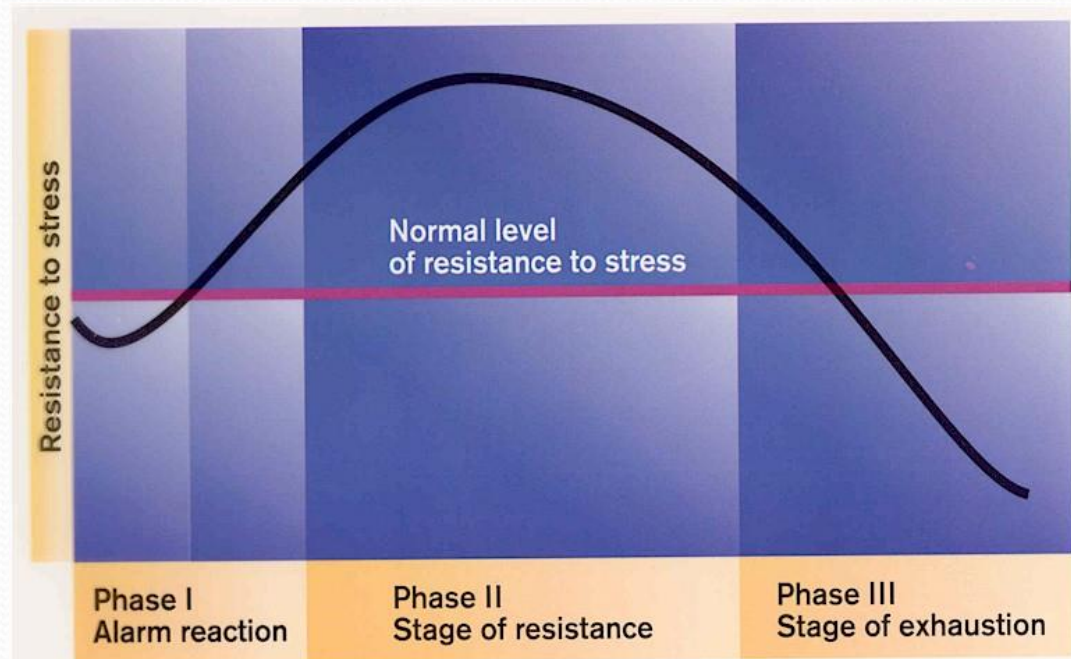 Resistance to stress
Normal level
of resistance to stress
Phase I
Alarm reaction
Phase II
Stage of resistance
Phase III
Stage of exhaustion